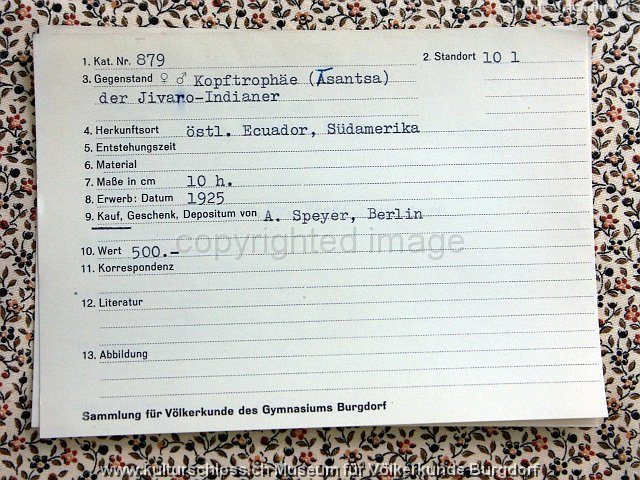 1. Kat. Nr. 879 2. Standort 10 l
3. Gegenstand ♀ ♂ Kopftrophäe (Asantsa)
der Jivaro-Indianer
4. Herkunftsort östl. Ecuador, Südamerika
5. Entstehungszeit
6. Material
7. Maße in cm 10 h.
8. Erwerb: Datum 1925
9. Kauf, Geschenk, Depositum von A. Speyer, Berlin
copyrighted image
10. Wert 500.-
11. Korrespondenz
12. Literatur
13. Abbildung
Sammlung für Völkerkunde des Gymnasiums Burgdorf
www.kulturschloss.ch Museum für Völkerkunde Burgdorf